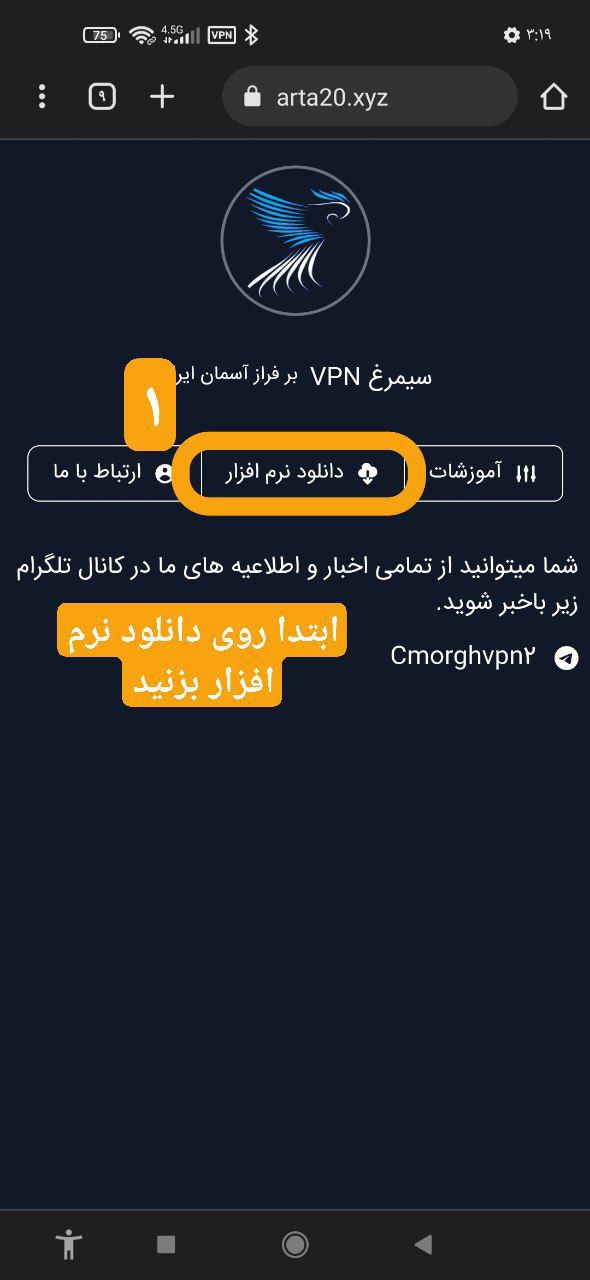 75
4.5G
VPN
۳:۱۹
۹
arta20.xyz
سیمرغ VPN بر فراز آسمان
۱
آموزشات
دانلود نرم افزار
ارتباط با ما
شما میتوانید از تمامی اخبار و اطلاعیه های ما در کانال تلگرام
زیر باخبر شوید.
Cmorghvpn۲
ابتدا روی دانلود نرم
افزار بزنید